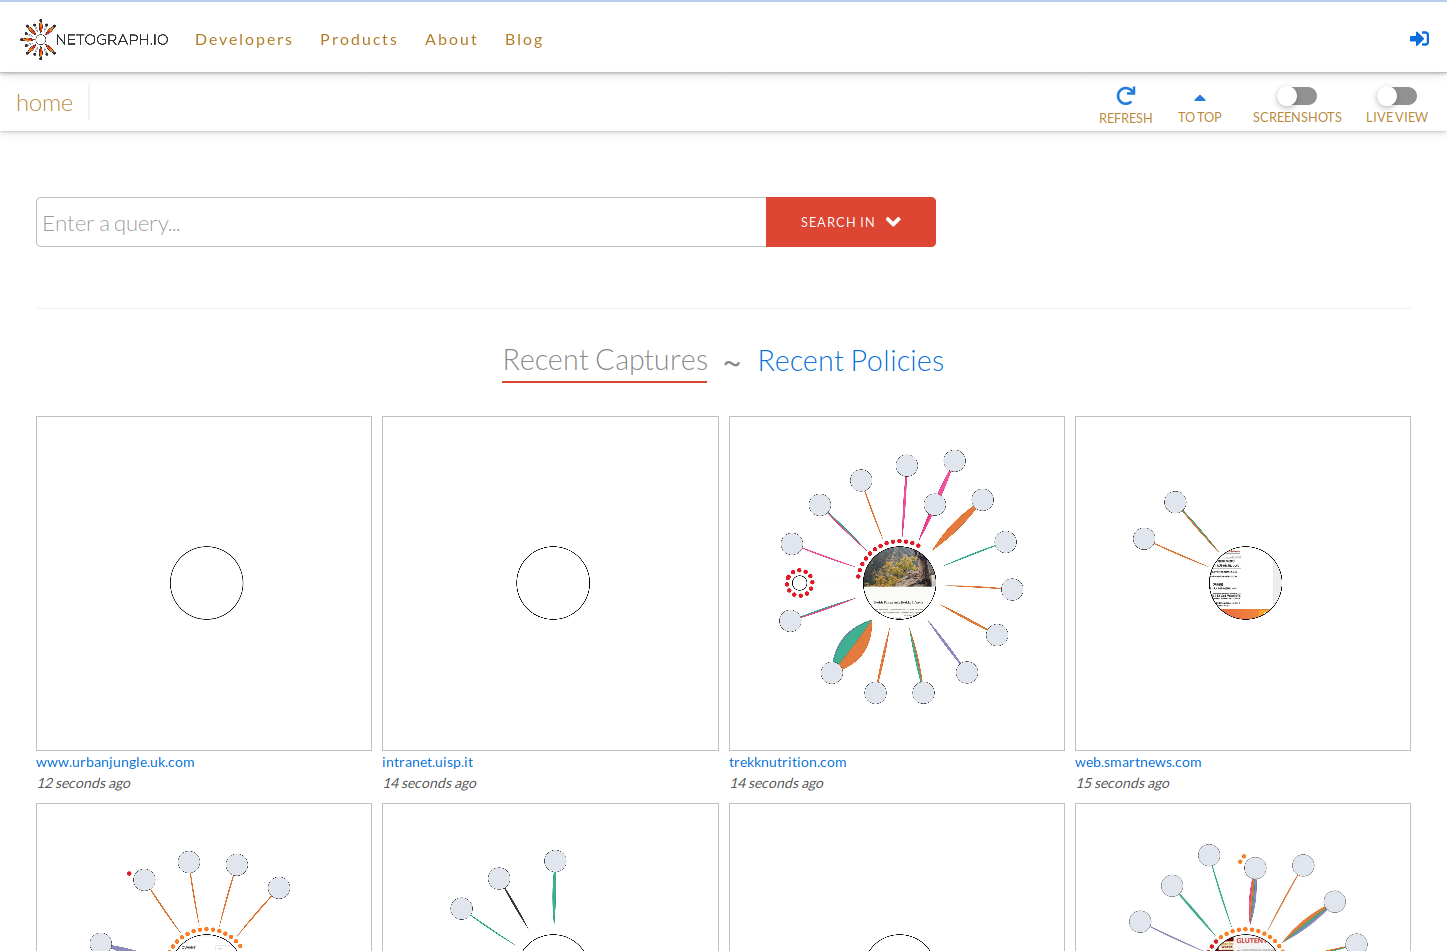 NETOGRAPH.IO
Developers
Products
About
Blog
home
REFRESH
TO TOP
SCREENSHOTS
LIVE VIEW
Enter a query...
SEARCH IN
Recent Captures ~ Recent Policies
www.urbanjungle.uk.com
12 seconds ago
intranet.uisp.it
14 seconds ago
trekknutrition.com
14 seconds ago
web.smartnews.com
15 seconds ago